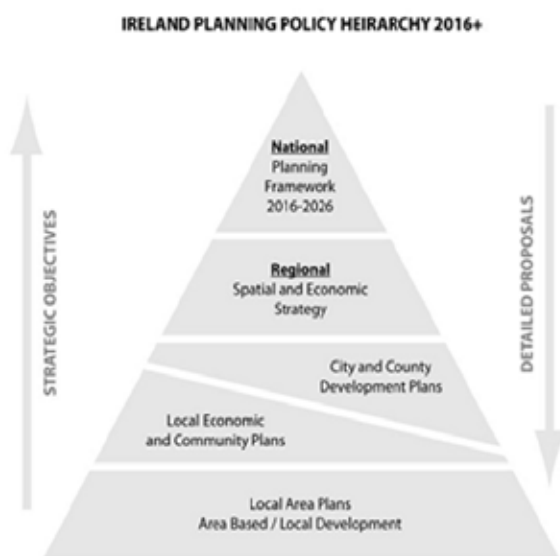 IRELAND PLANNING POLICY HEIRARCHY 2016+
National
Planning
Framework
2016-2026
Regional
Spatial and Economic
Strategy
City and County
Development Plans
Local Economic
and Community Plans
Local Area Plans
Area Based / Local Development
STRATEGIC OBJECTIVES
DETAILED PROPOSALS